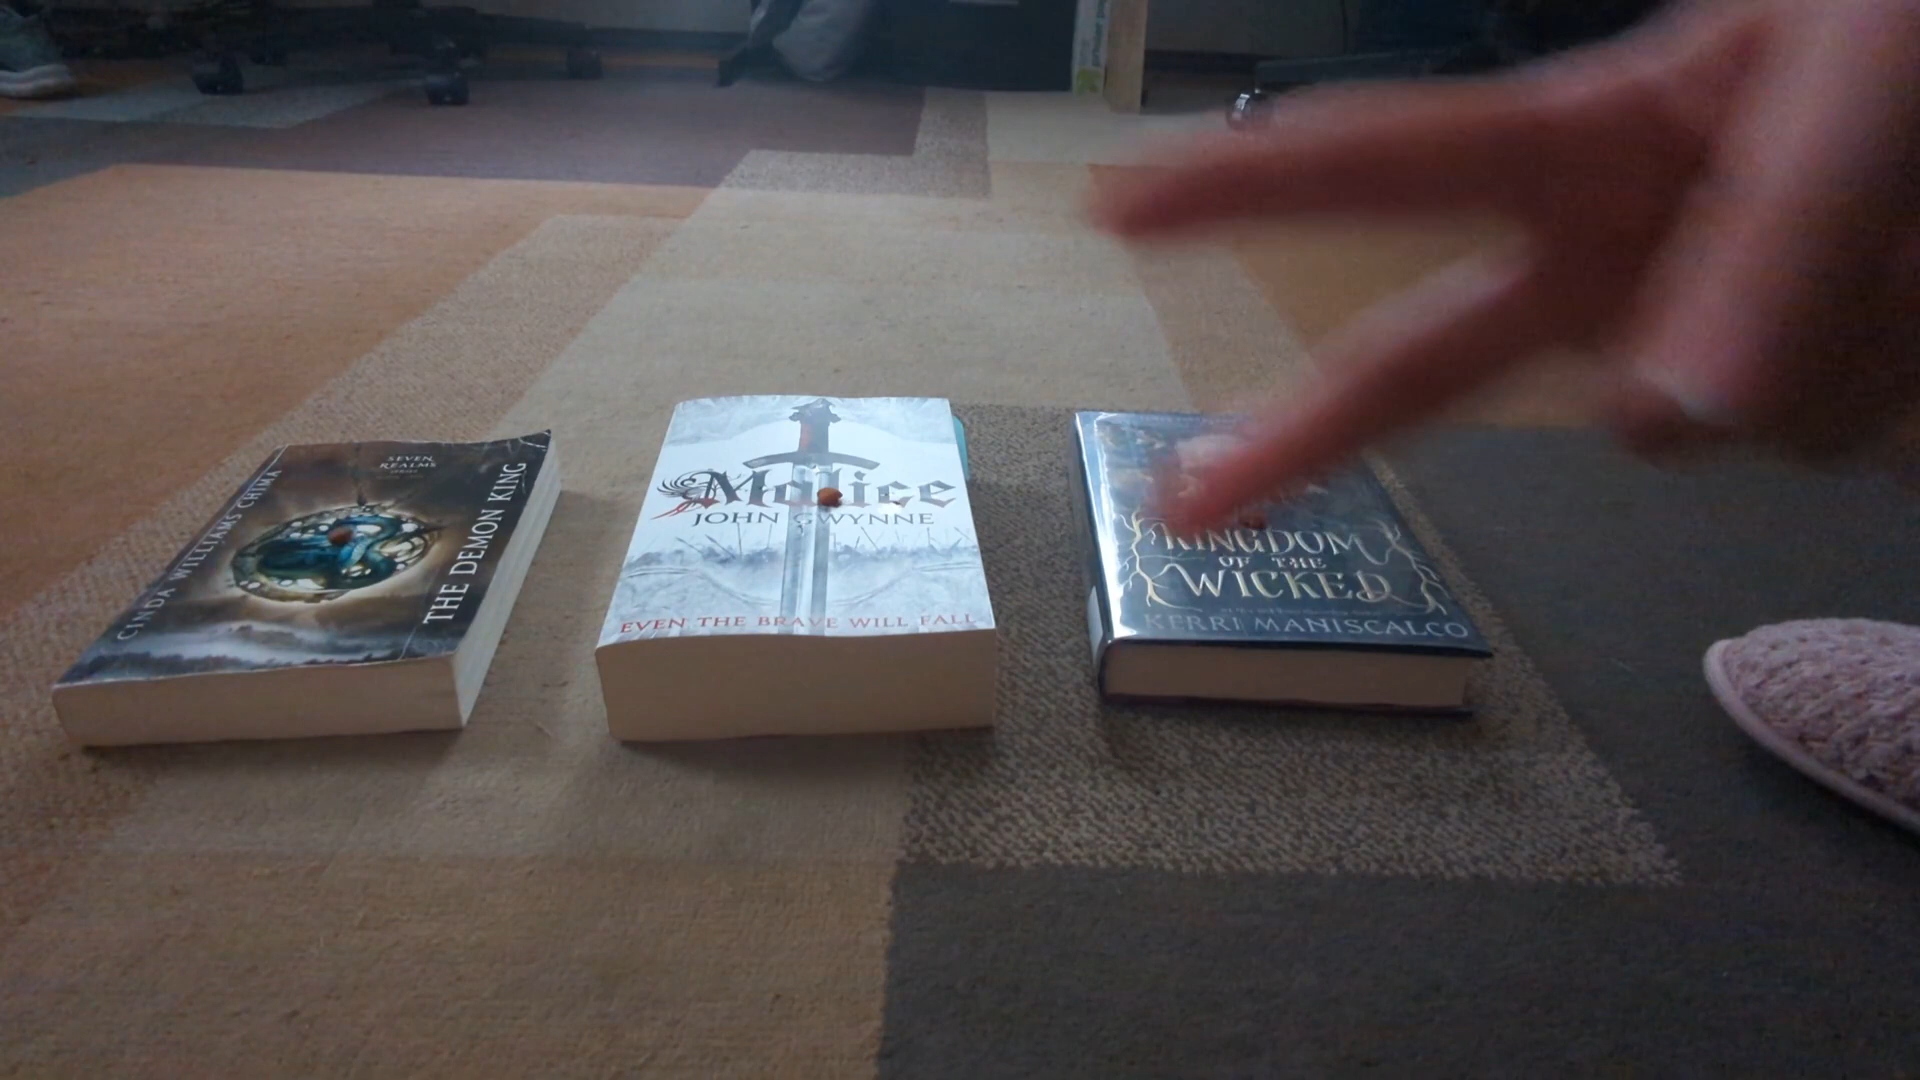 CINDA WILLIAMS CHIMA
SEVEN
REALMS
THE DEMON KING
Malice
JOHN GWYNNE
EVEN THE BRAVE WILL FALL
KINGDOM
OF THE
WICKED
KERRI MANISCALCO